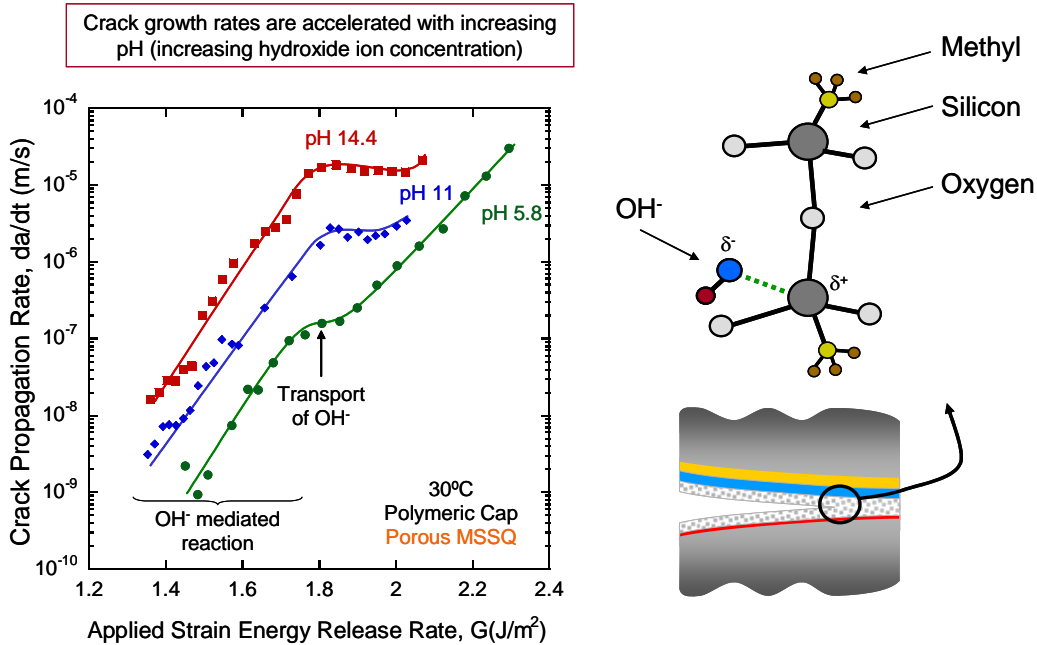 Crack growth rates are accelerated with increasing
pH (increasing hydroxide ion concentration)
Crack Propagation Rate, da/dt (m/s)
10⁻⁴
10⁻⁵
10⁻⁶
10⁻⁷
10⁻⁸
10⁻⁹
10⁻¹⁰
pH 14.4
pH 11
pH 5.8
Transport
of OH⁻
OH⁻ mediated
reaction
30ºC
Polymeric Cap
Porous MSSQ
1.2 1.4 1.6 1.8 2 2.2 2.4
Applied Strain Energy Release Rate, G(J/m²)
Methyl
Silicon
Oxygen
OH⁻
δ⁻
δ⁺